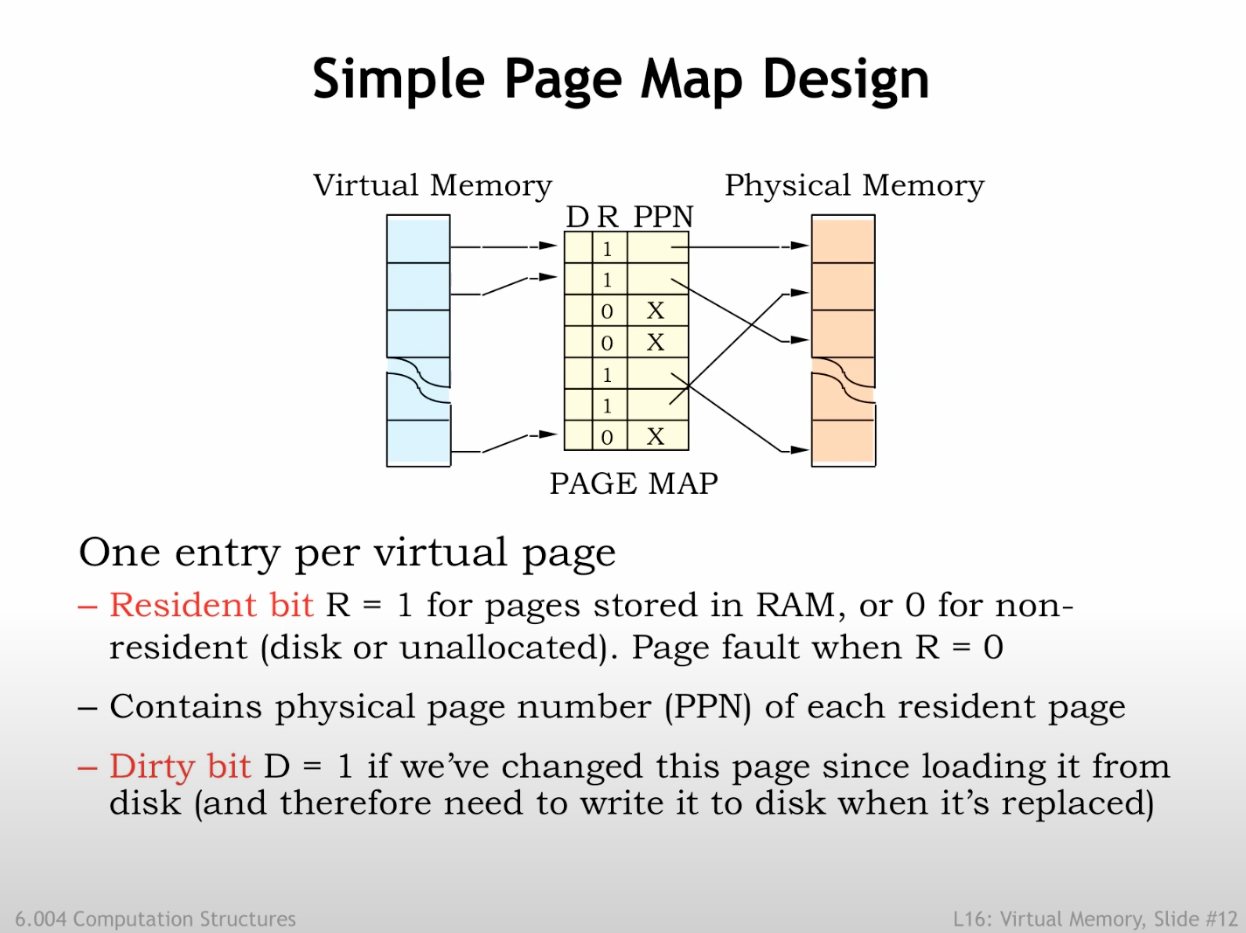 Simple Page Map Design
Virtual Memory
Physical Memory
D R PPN
1
1
0 X
0 X
1
1
0 X
PAGE MAP
One entry per virtual page
– Resident bit R = 1 for pages stored in RAM, or 0 for non-
resident (disk or unallocated). Page fault when R = 0
– Contains physical page number (PPN) of each resident page
– Dirty bit D = 1 if we’ve changed this page since loading it from
disk (and therefore need to write it to disk when it’s replaced)
6.004 Computation Structures
L16: Virtual Memory, Slide #12